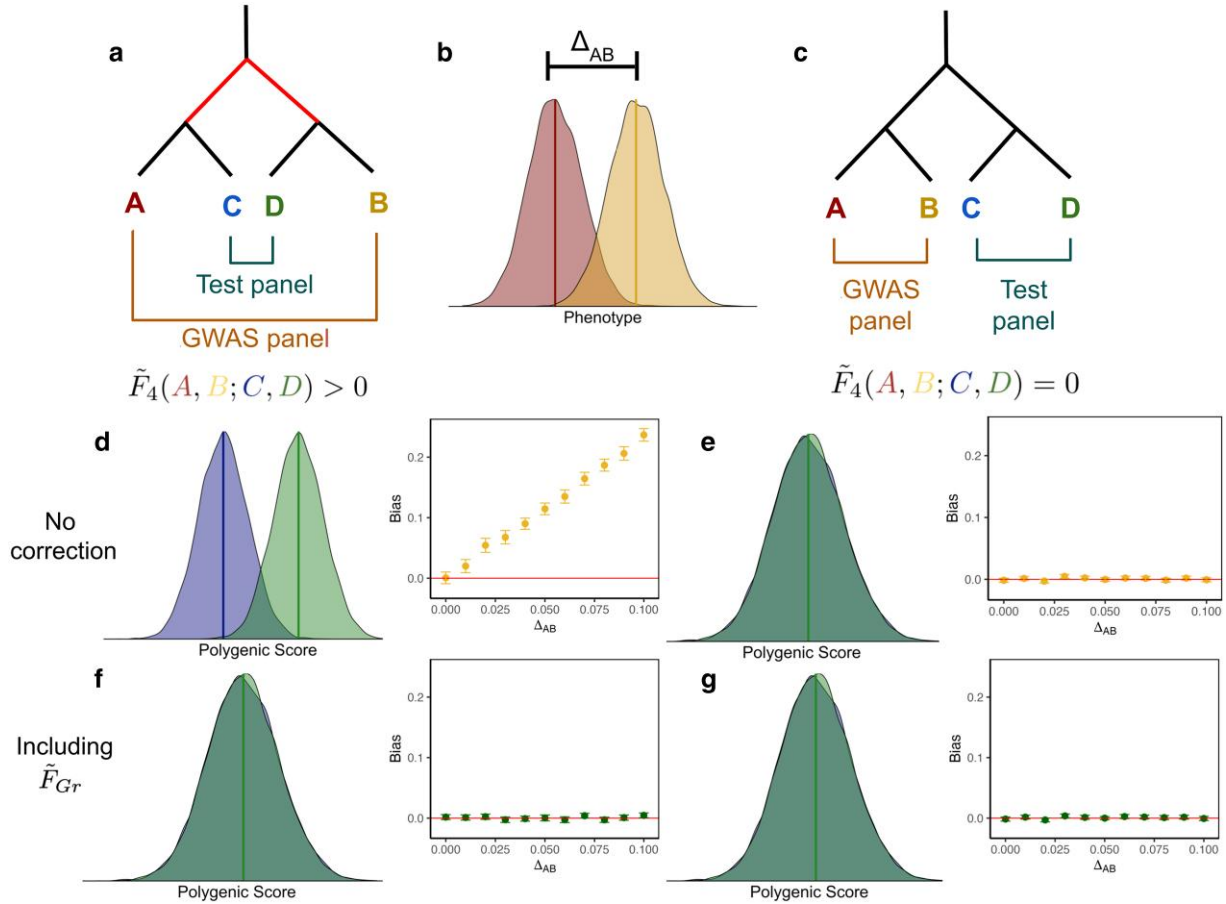 a
b
c
Δ_AB
A
C
D
B
Test panel
GWAS panel
F̃₄(A, B; C, D) > 0
Phenotype
A
B
C
D
GWAS
panel
Test
panel
F̃₄(A, B; C, D) = 0
No
correction
d
Polygenic Score
Bias
0.2
0.1
0.0
0.000
0.025
0.050
0.075
0.100
Δ_AB
e
Polygenic Score
Bias
0.2
0.1
0.0
0.000
0.025
0.050
0.075
0.100
Δ_AB
Including
F̃_Gr
f
Polygenic Score
Bias
0.2
0.1
0.0
0.000
0.025
0.050
0.075
0.100
Δ_AB
g
Polygenic Score
Bias
0.2
0.1
0.0
0.000
0.025
0.050
0.075
0.100
Δ_AB